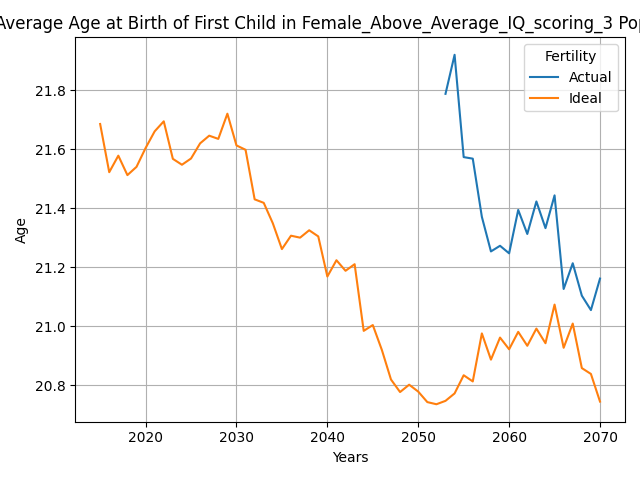 Average Age at Birth of First Child in Female_Above_Average_IQ_scoring_3
Fertility
Actual
Ideal
21.8
21.6
21.4
21.2
21.0
20.8
Age
2020
2030
2040
2050
2060
2070
Years